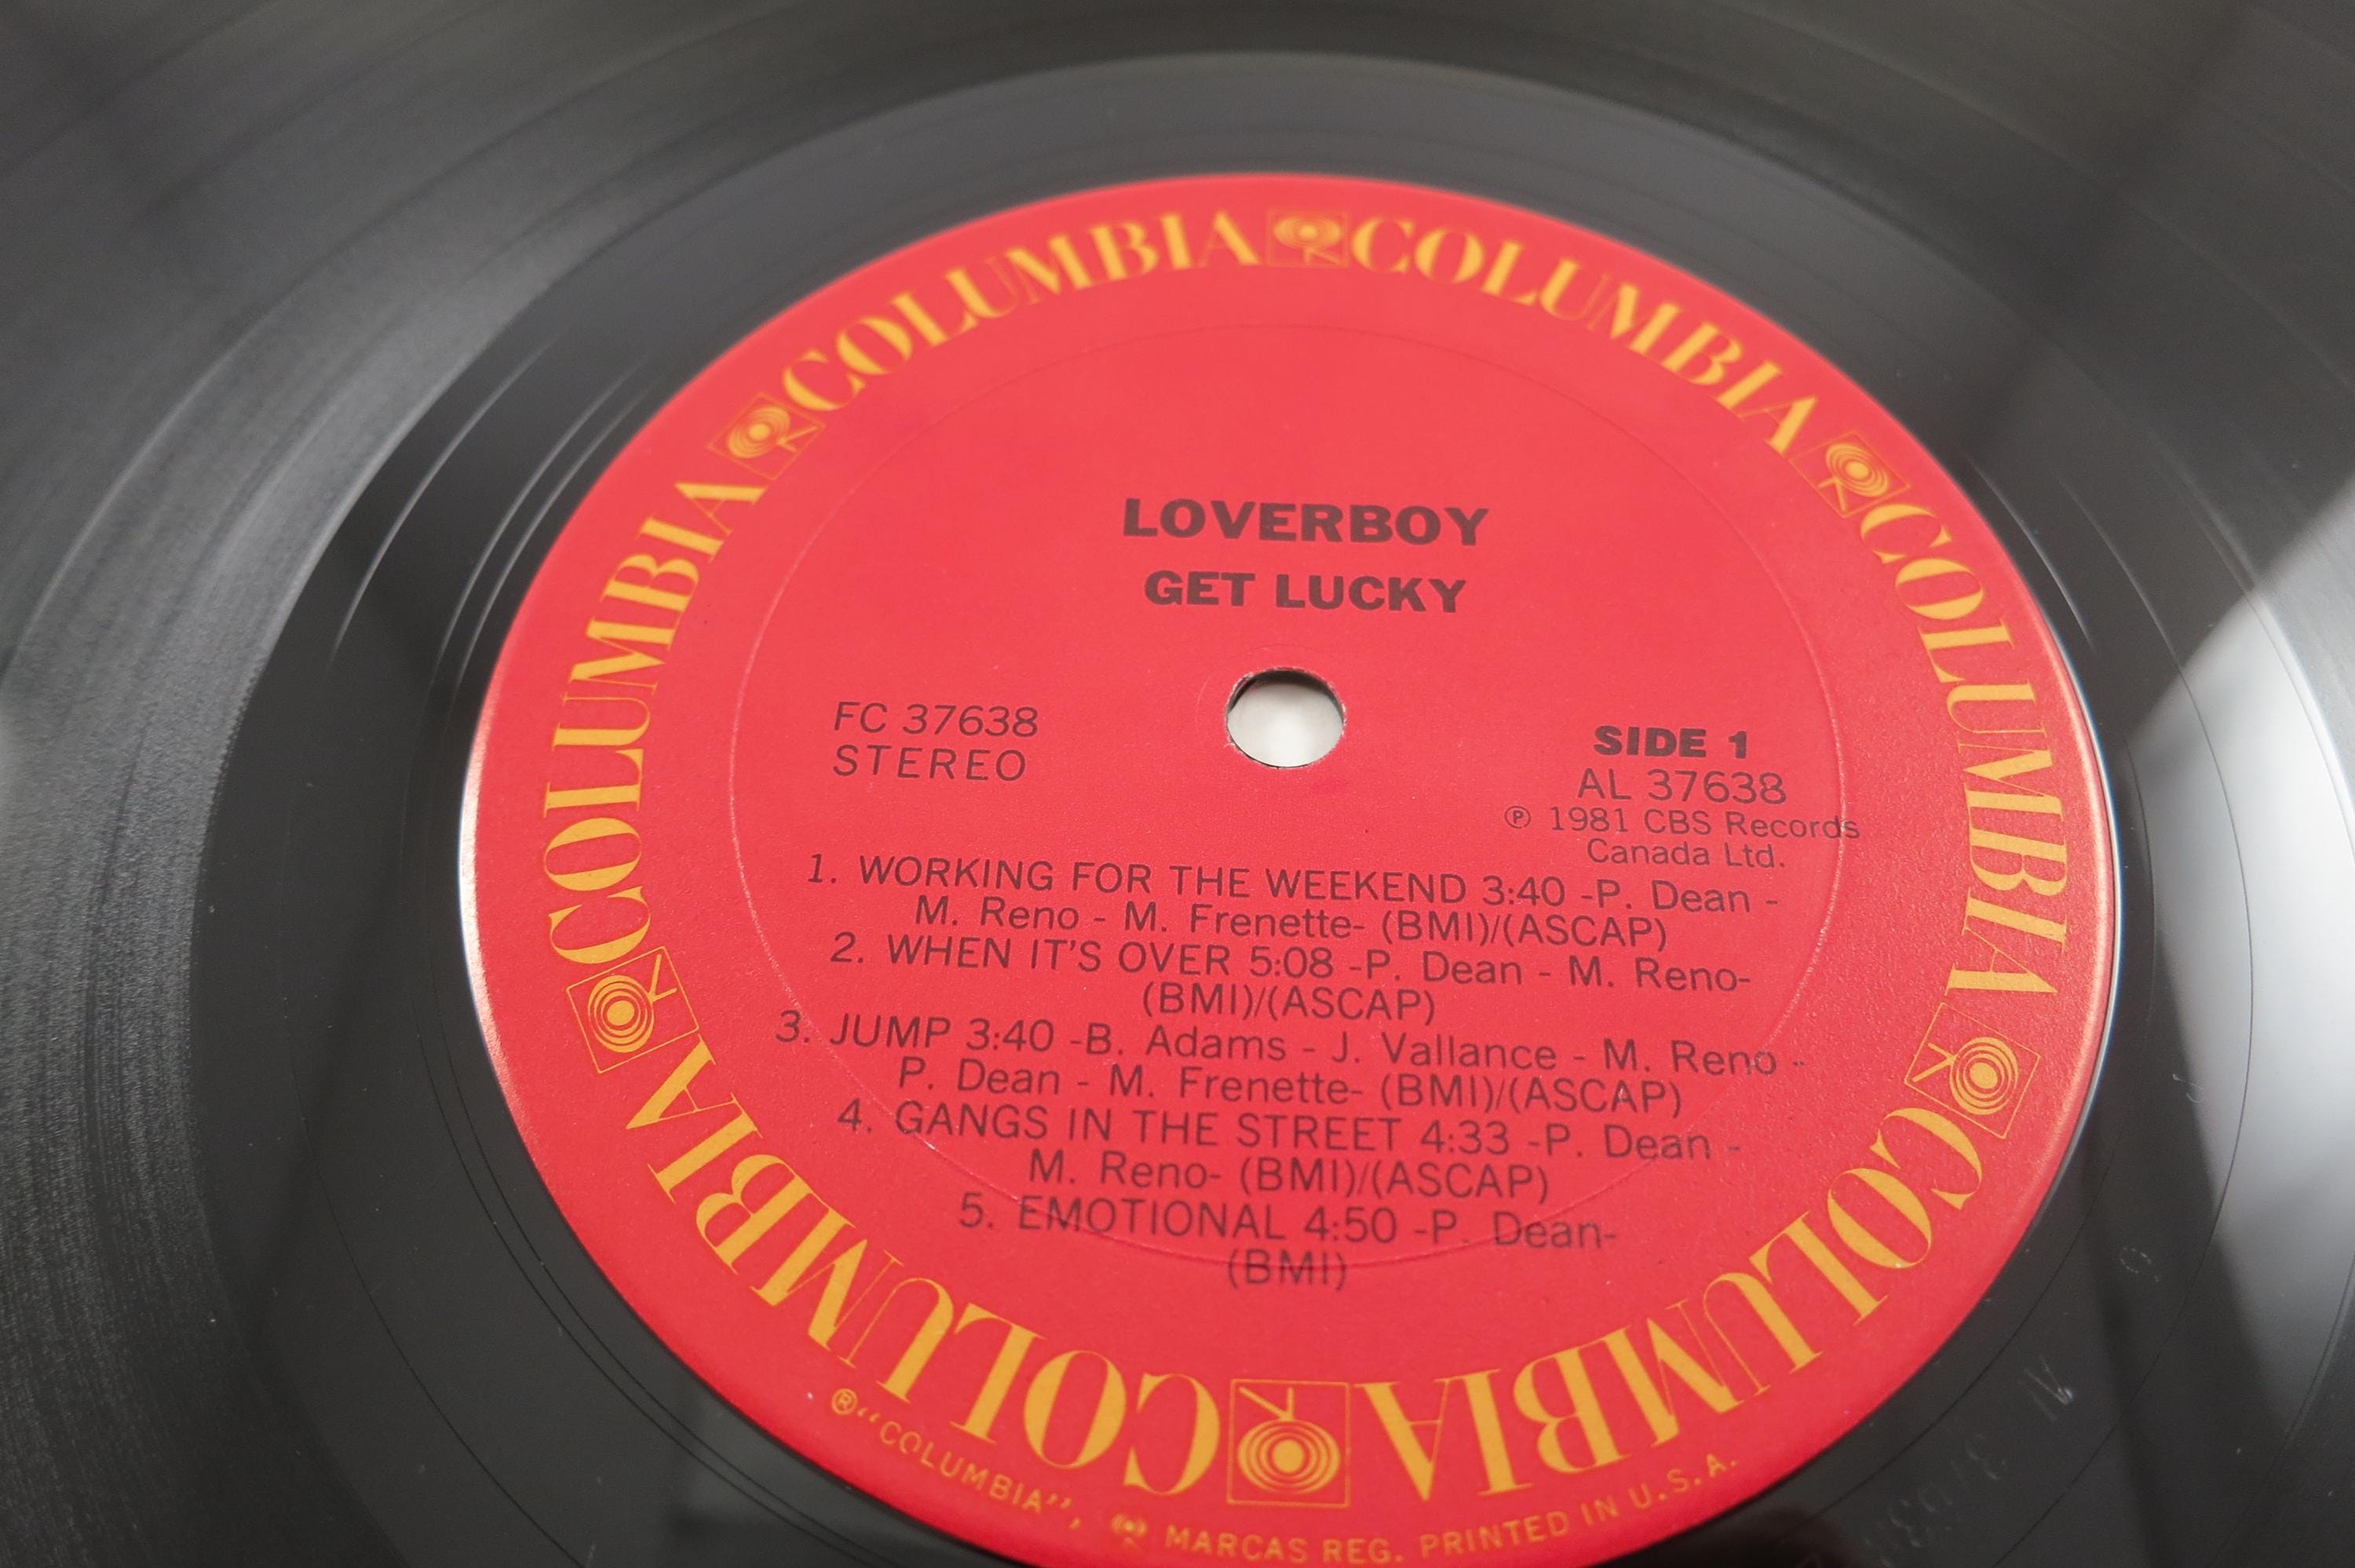 COLUMBIA COLUMBIA COLUMBIA COLUMBIA COLUMBIA COLUMBIA COLUMBIA
LOVERBOY
GET LUCKY
FC 37638
STEREO
SIDE 1
AL 37638
℗ 1981 CBS Records
Canada Ltd.
1. WORKING FOR THE WEEKEND 3:40 -P. Dean -
M. Reno - M. Frenette- (BMI)/(ASCAP)
2. WHEN IT'S OVER 5:08 -P. Dean - M. Reno-
(BMI)/(ASCAP)
3. JUMP 3:40 -B. Adams - J. Vallance - M. Reno -
P. Dean - M. Frenette- (BMI)/(ASCAP)
4. GANGS IN THE STREET 4:33 -P. Dean -
M. Reno- (BMI)/(ASCAP)
5. EMOTIONAL 4:50 -P. Dean-
(BMI)
®"COLUMBIA", MARCAS REG. PRINTED IN U.S.A.